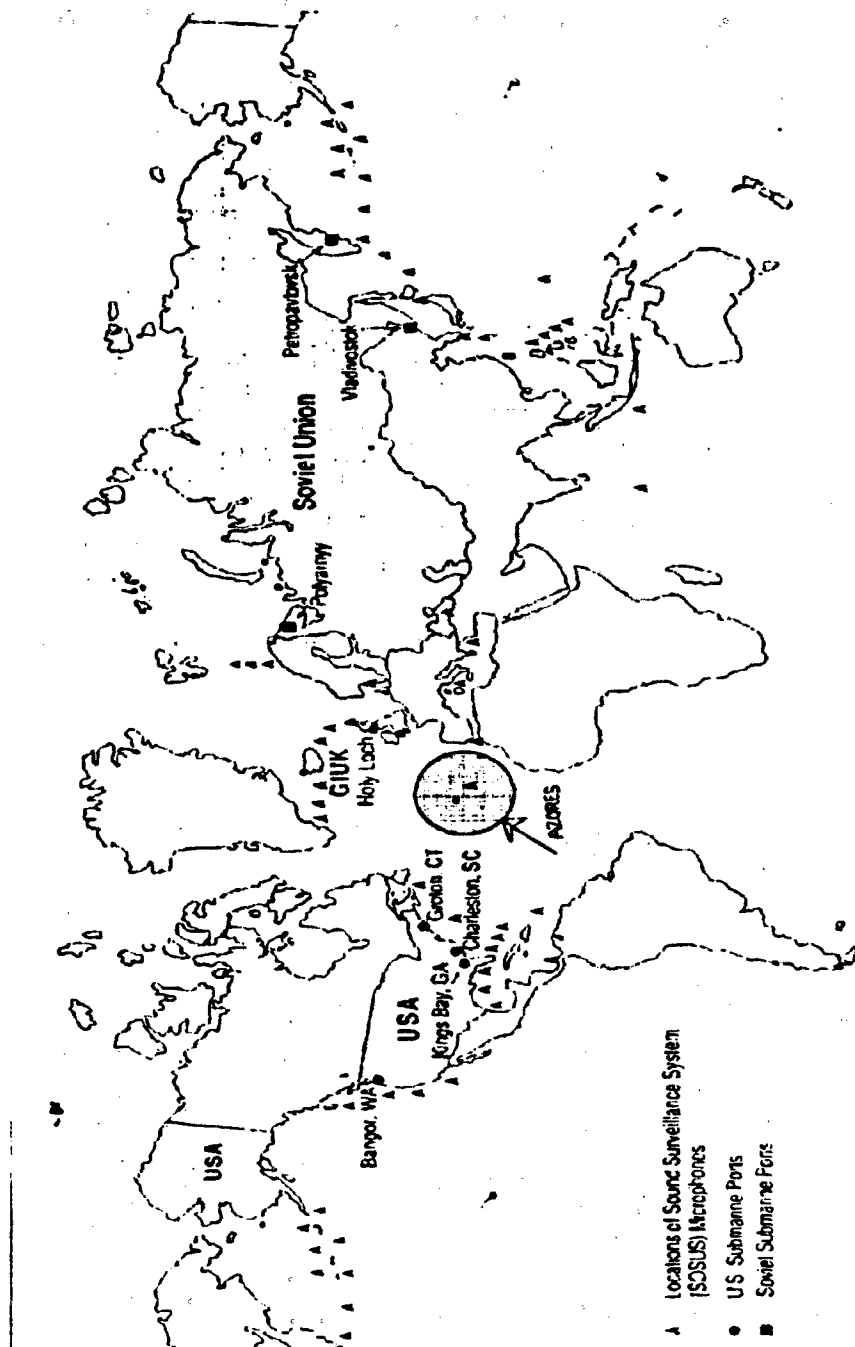 USA
Bangor, WA
USA
Kings Bay, GA
Charleston, SC
Groton, CT
AZORES
GIUK
Holy Loch
Polyarnyy
Soviet Union
Vladivostok
Petropavlovsk
Locations of Sound Surveillance System
(SOSUS) Microphones
US Submarine Ports
Soviet Submarine Ports